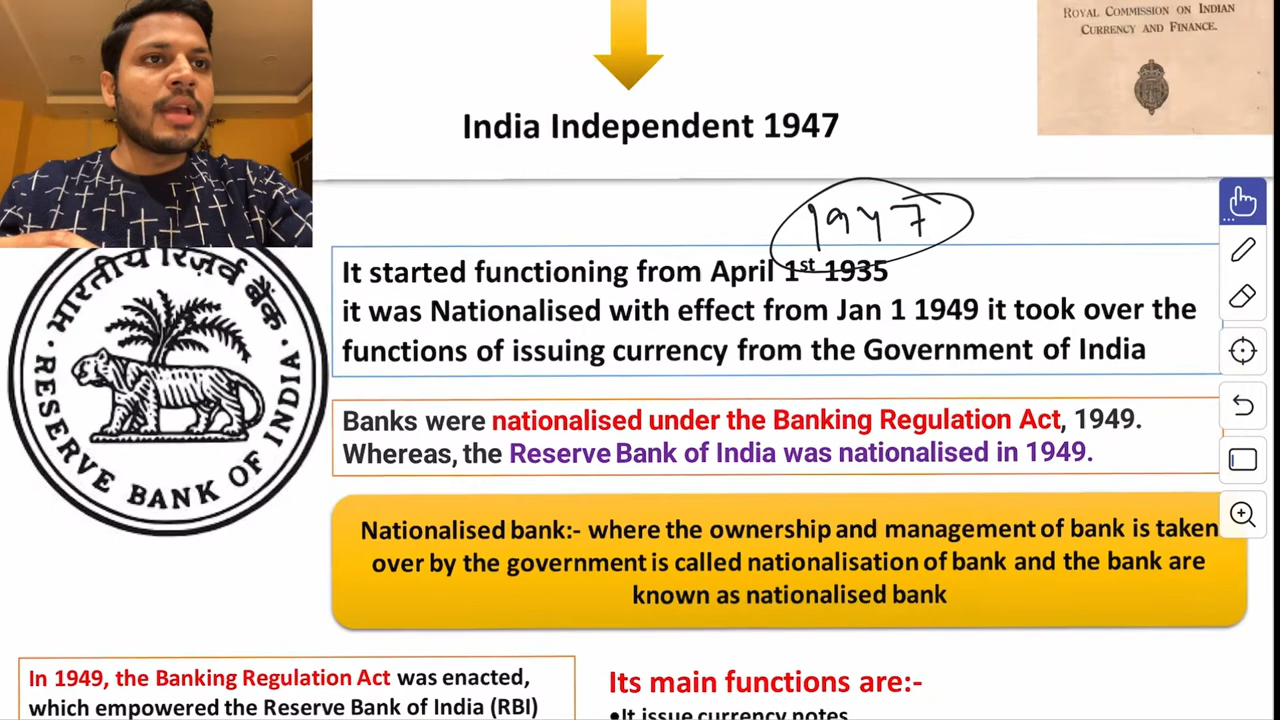 ROYAL COMMISSION ON INDIAN
CURRENCY AND FINANCE.
India Independent 1947
1947
It started functioning from April 1st 1935
it was Nationalised with effect from Jan 1 1949 it took over the
functions of issuing currency from the Government of India
भारतीय रिज़र्व बैंक
RESERVE BANK OF INDIA
Banks were nationalised under the Banking Regulation Act, 1949.
Whereas, the Reserve Bank of India was nationalised in 1949.
Nationalised bank:- where the ownership and management of bank is taken
over by the government is called nationalisation of bank and the bank are
known as nationalised bank
In 1949, the Banking Regulation Act was enacted,
which empowered the Reserve Bank of India (RBI)
Its main functions are:-
•It issue currency notes